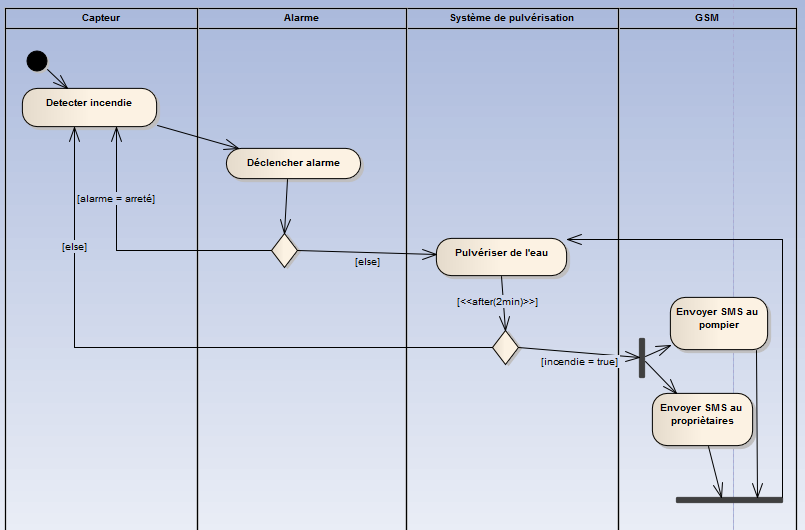 Capteur
Alarme
Système de pulvérisation
GSM
Detecter incendie
Déclencher alarme
[alarme = arreté]
[else]
[else]
Pulvériser de l'eau
[<<after(2min)>>]
[incendie = true]
Envoyer SMS au
pompier
Envoyer SMS au
propriètaires